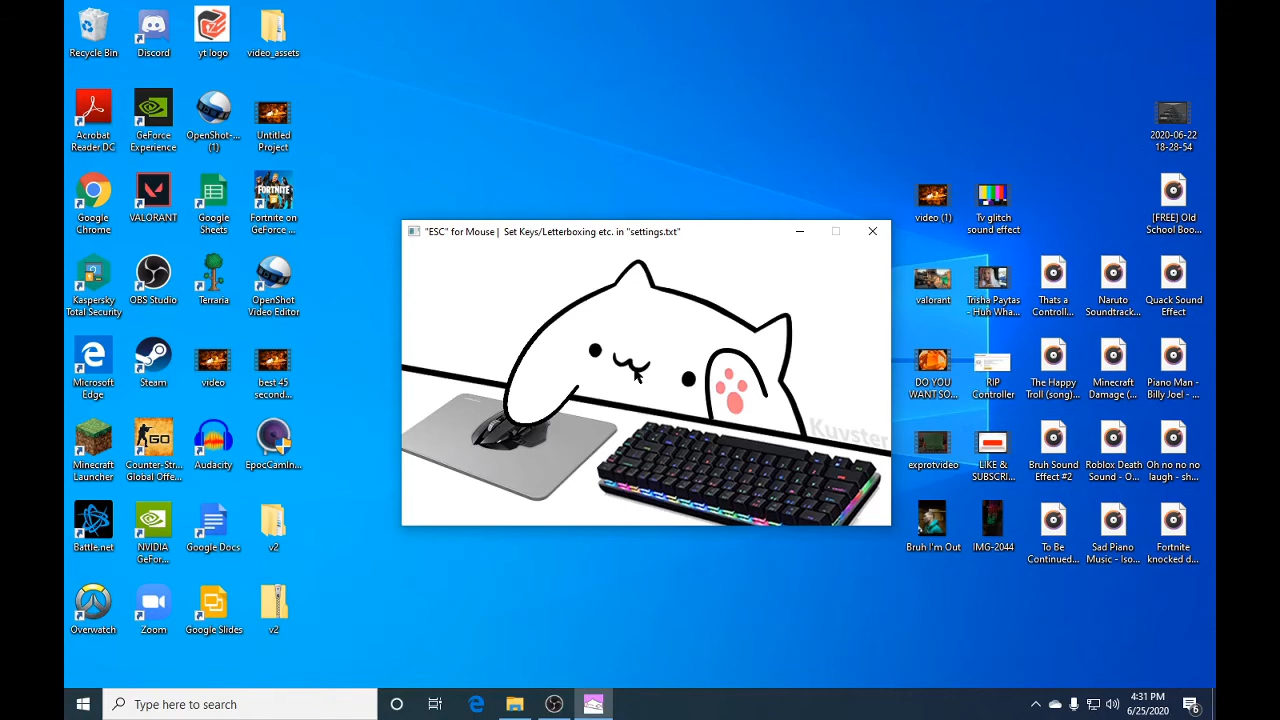 Recycle Bin
Discord
yt logo
video_assets
Acrobat
Reader DC
GeForce
Experience
OpenShot-...
(1)
Untitled
Project
Google
Chrome
VALORANT
Google
Sheets
FORTNITE
Fortnite on
GeForce ...
Kaspersky
Total Security
OBS Studio
Terraria
OpenShot
Video Editor
Microsoft
Edge
Steam
video
best 45
second...
Minecraft
Launcher
GO
Counter-Str...
Global Offe...
Audacity
EpocCamIn...
Battle.net
NVIDIA
GeFor...
Google Docs
v2
Overwatch
Zoom
Google Slides
v2
"ESC" for Mouse | Set Keys/Letterboxing etc. in "settings.txt"
Kuvster
2020-06-22
18-28-54
video (1)
Tv glitch
sound effect
[FREE] Old
School Boo...
valorant
Trisha Paytas
- Huh Wha...
Thats a
Controll...
Naruto
Soundtrack...
Quack Sound
Effect
DO YOU
WANT SO...
RIP
Controller
The Happy
Troll (song)...
Minecraft
Damage (...
Piano Man -
Billy Joel - ...
exprotvideo
LIKE &
SUBSCRI...
Bruh Sound
Effect #2
Roblox Death
Sound - O...
Oh no no no
laugh - sh...
Bruh I'm Out
IMG-2044
To Be
Continued...
Sad Piano
Music - Iso...
Fortnite
knocked d...
Type here to search
4:31 PM
6/25/2020
6